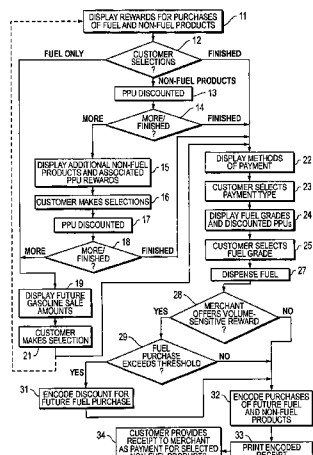 DISPLAY REWARDS FOR PURCHASES
OF FUEL AND NON-FUEL PRODUCTS
11
FUEL ONLY
CUSTOMER
SELECTIONS
?
12
FINISHED
NON-FUEL PRODUCTS
PPU DISCOUNTED
13
MORE
MORE/
FINISHED
?
14
FINISHED
DISPLAY ADDITIONAL NON-FUEL
PRODUCTS AND ASSOCIATED
PPU REWARDS
15
CUSTOMER MAKES SELECTIONS
16
PPU DISCOUNTED
17
MORE
MORE/
FINISHED
?
18
FINISHED
DISPLAY FUTURE
GASOLINE SALE
AMOUNTS
19
CUSTOMER
MAKES SELECTION
21
DISPLAY METHODS
OF PAYMENT
22
CUSTOMER SELECTS
PAYMENT TYPE
23
DISPLAY FUEL GRADES
AND DISCOUNTED PPUs
24
CUSTOMER SELECTS
FUEL GRADE
25
DISPENSE FUEL
27
28
YES
MERCHANT
OFFERS VOLUME-
SENSITIVE REWARD
?
NO
29
YES
FUEL
PURCHASE
EXCEEDS THRESHOLD
?
NO
31
ENCODE DISCOUNT FOR
FUTURE FUEL PURCHASE
32
ENCODE PURCHASES
OF FUTURE FUEL
AND NON-FUEL
PRODUCTS
33
PRINT ENCODED
RECEIPT
34
CUSTOMER PROVIDES
RECEIPT TO MERCHANT
AS PAYMENT FOR SELECTED
NON-FUEL PRODUCTS